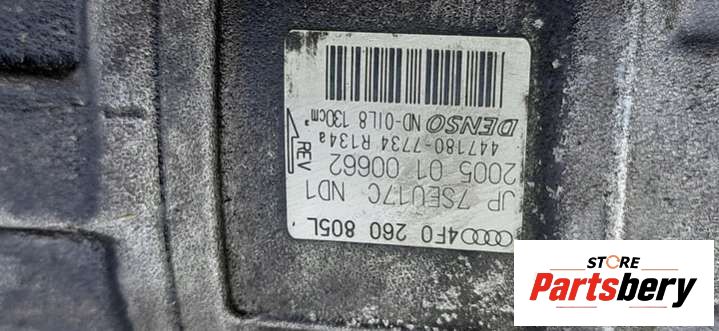 4F0 260 805L
JP 7SEU17C ND1
2005 01 00662
447180-7734 R134a
REV
DENSO ND-OIL8 130cm³
STORE
Partsbery